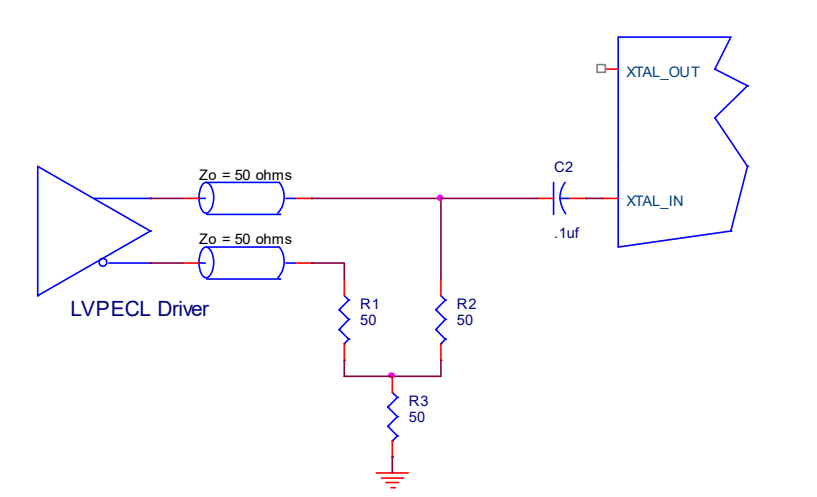 XTAL_OUT
C2
Zo = 50 ohms
XTAL_IN
.1uf
Zo = 50 ohms
LVPECL Driver
R1
50
R2
50
R3
50